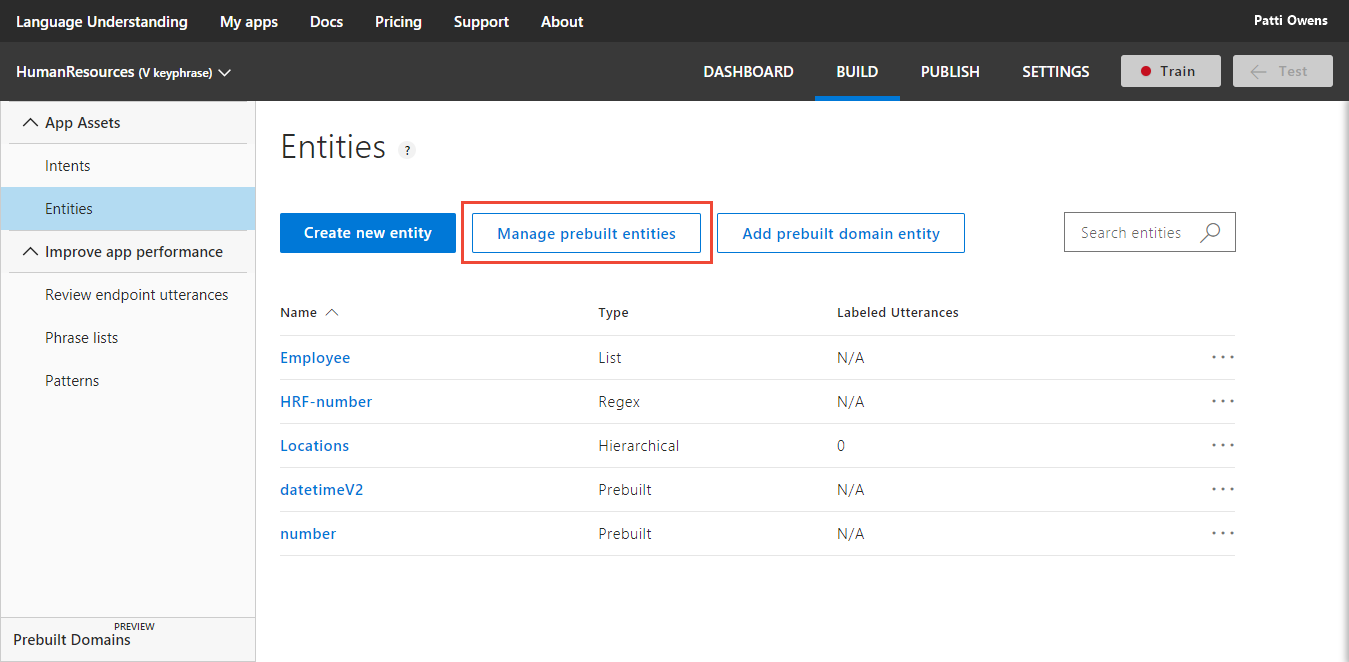 Language Understanding My apps Docs Pricing Support About Patti Owens
HumanResources (V keyphrase) DASHBOARD BUILD PUBLISH SETTINGS Train Test
App Assets
Intents
Entities
Improve app performance
Review endpoint utterances
Phrase lists
Patterns
PREVIEW
Prebuilt Domains
Entities ?
Create new entity Manage prebuilt entities Add prebuilt domain entity Search entities
Name Type Labeled Utterances
Employee List N/A
HRF-number Regex N/A
Locations Hierarchical 0
datetimeV2 Prebuilt N/A
number Prebuilt N/A